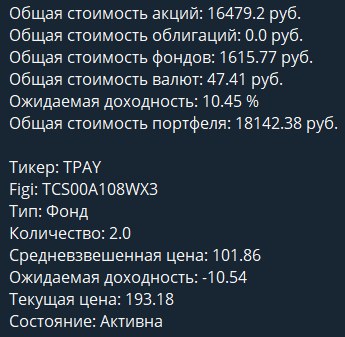 Общая стоимость акций: 16479.2 руб.
Общая стоимость облигаций: 0.0 руб.
Общая стоимость фондов: 1615.77 руб.
Общая стоимость валют: 47.41 руб.
Ожидаемая доходность: 10.45 %
Общая стоимость портфеля: 18142.38 руб.
Тикер: TPAY
Figi: TCS00A108WX3
Тип: Фонд
Количество: 2.0
Средневзвешенная цена: 101.86
Ожидаемая доходность: -10.54
Текущая цена: 193.18
Состояние: Активна